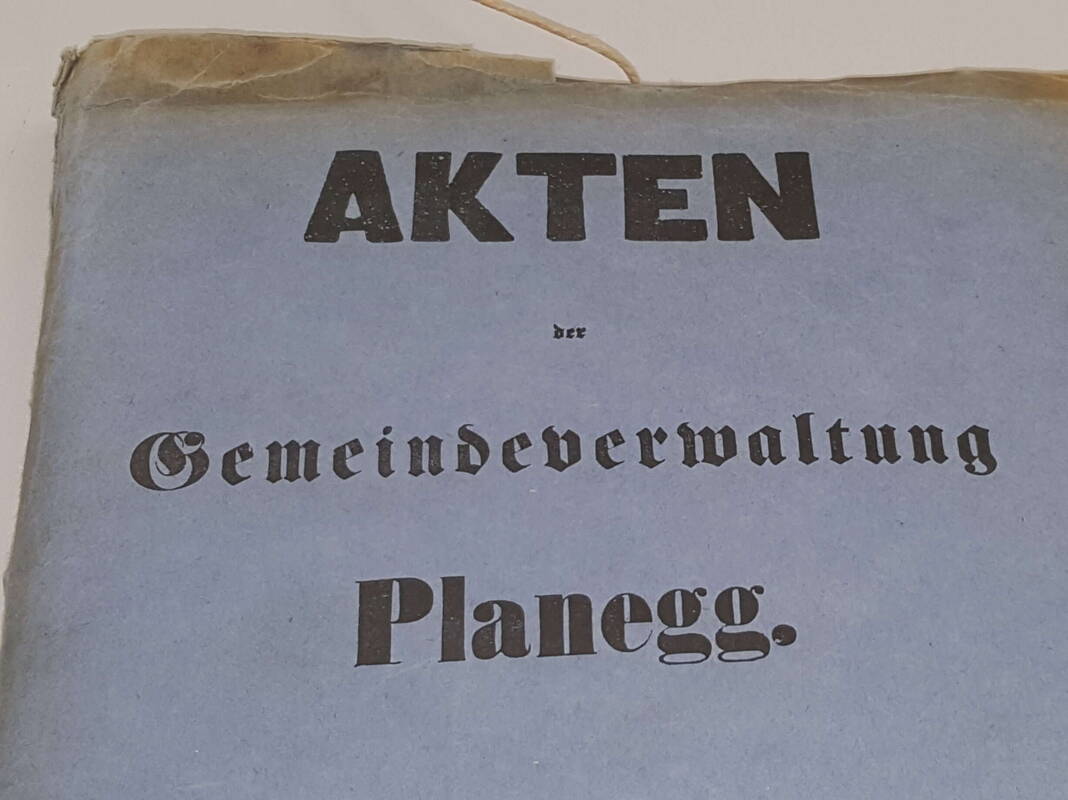 AKTEN
der
Gemeindeverwaltung
Planegg.